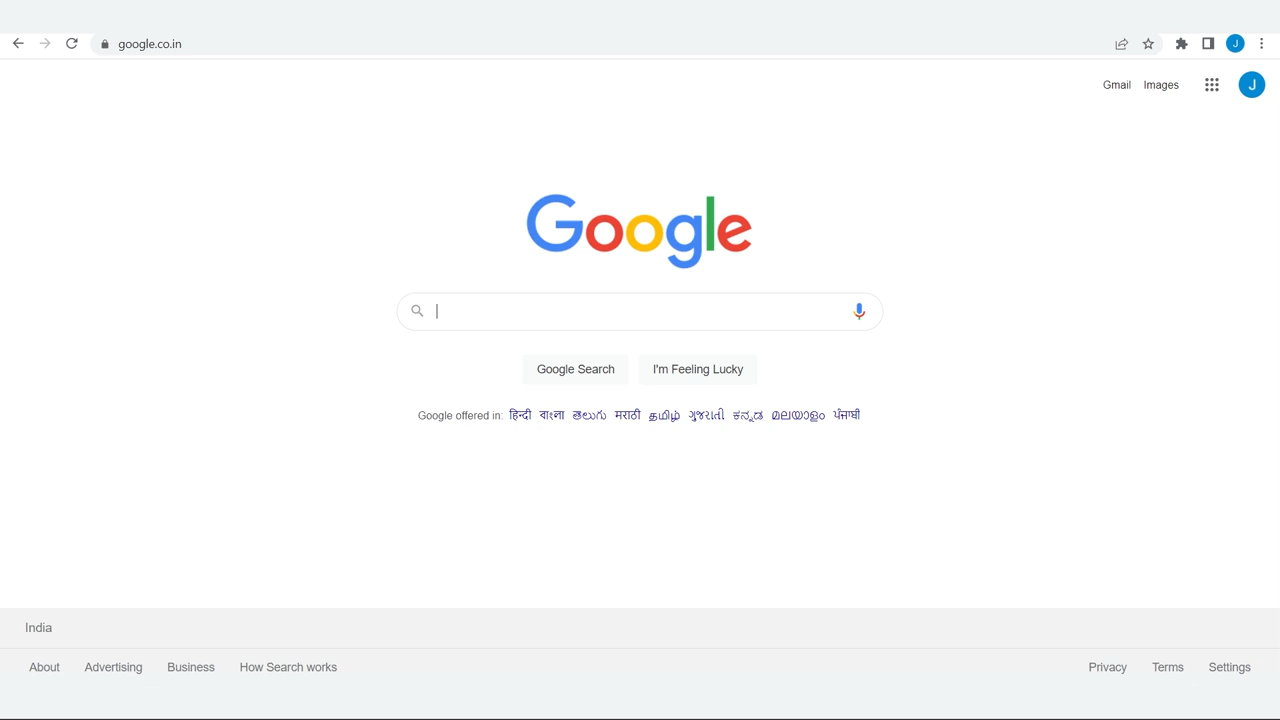 google.co.in
J
Gmail Images
J
Google
Google Search I'm Feeling Lucky
Google offered in: हिन्दी বাংলা తెలుగు मराठी தமிழ் ગુજરાતી ಕನ್ನಡ മലയാളം ਪੰਜਾਬੀ
India
About Advertising Business How Search works Privacy Terms Settings